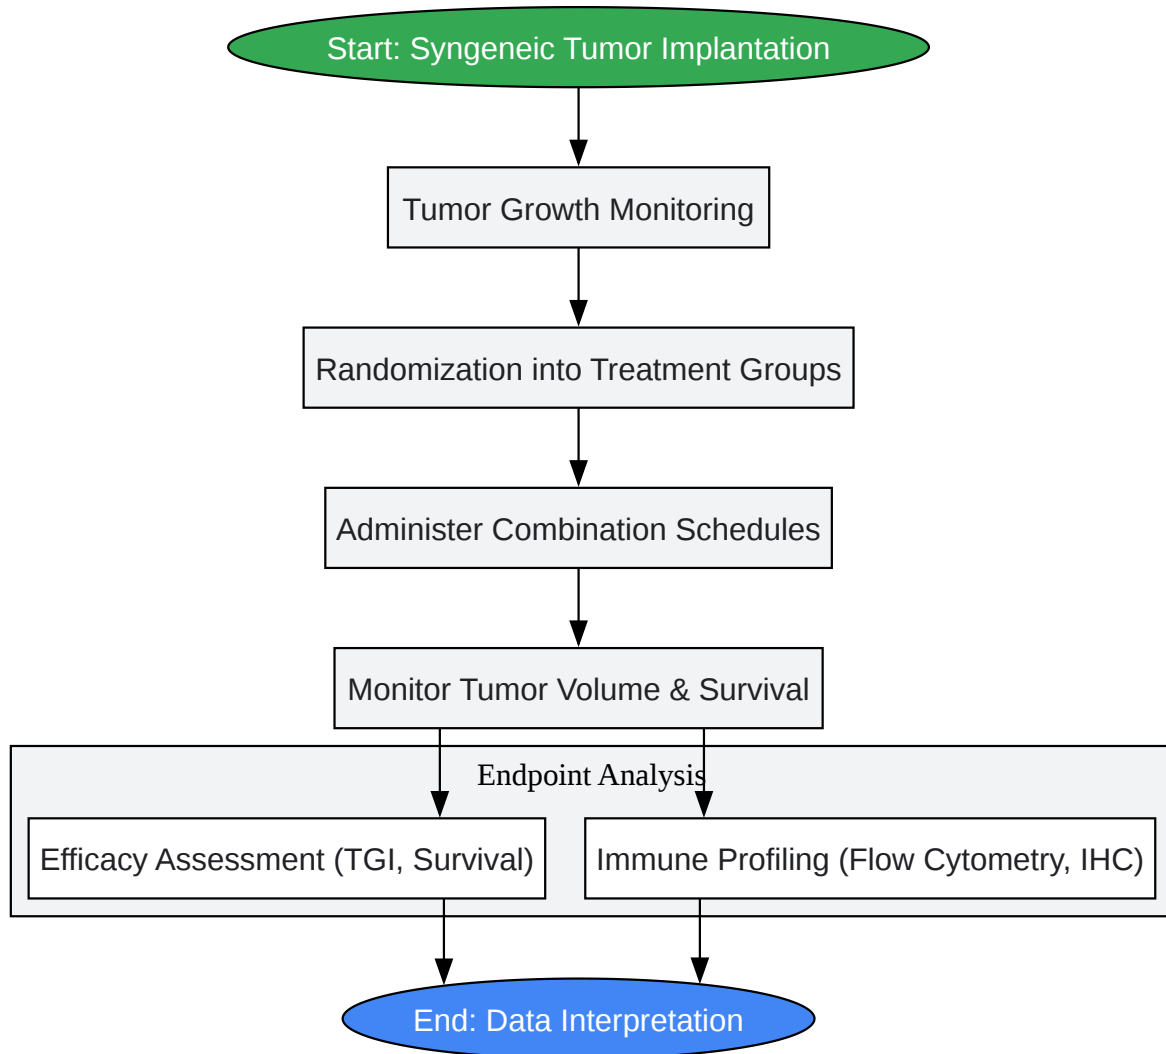 Start: Syngeneic Tumor Implantation
Tumor Growth Monitoring
Randomization into Treatment Groups
Administer Combination Schedules
Monitor Tumor Volume & Survival
Endpoint Analysis
Efficacy Assessment (TGI, Survival)
Immune Profiling (Flow Cytometry, IHC)
End: Data Interpretation